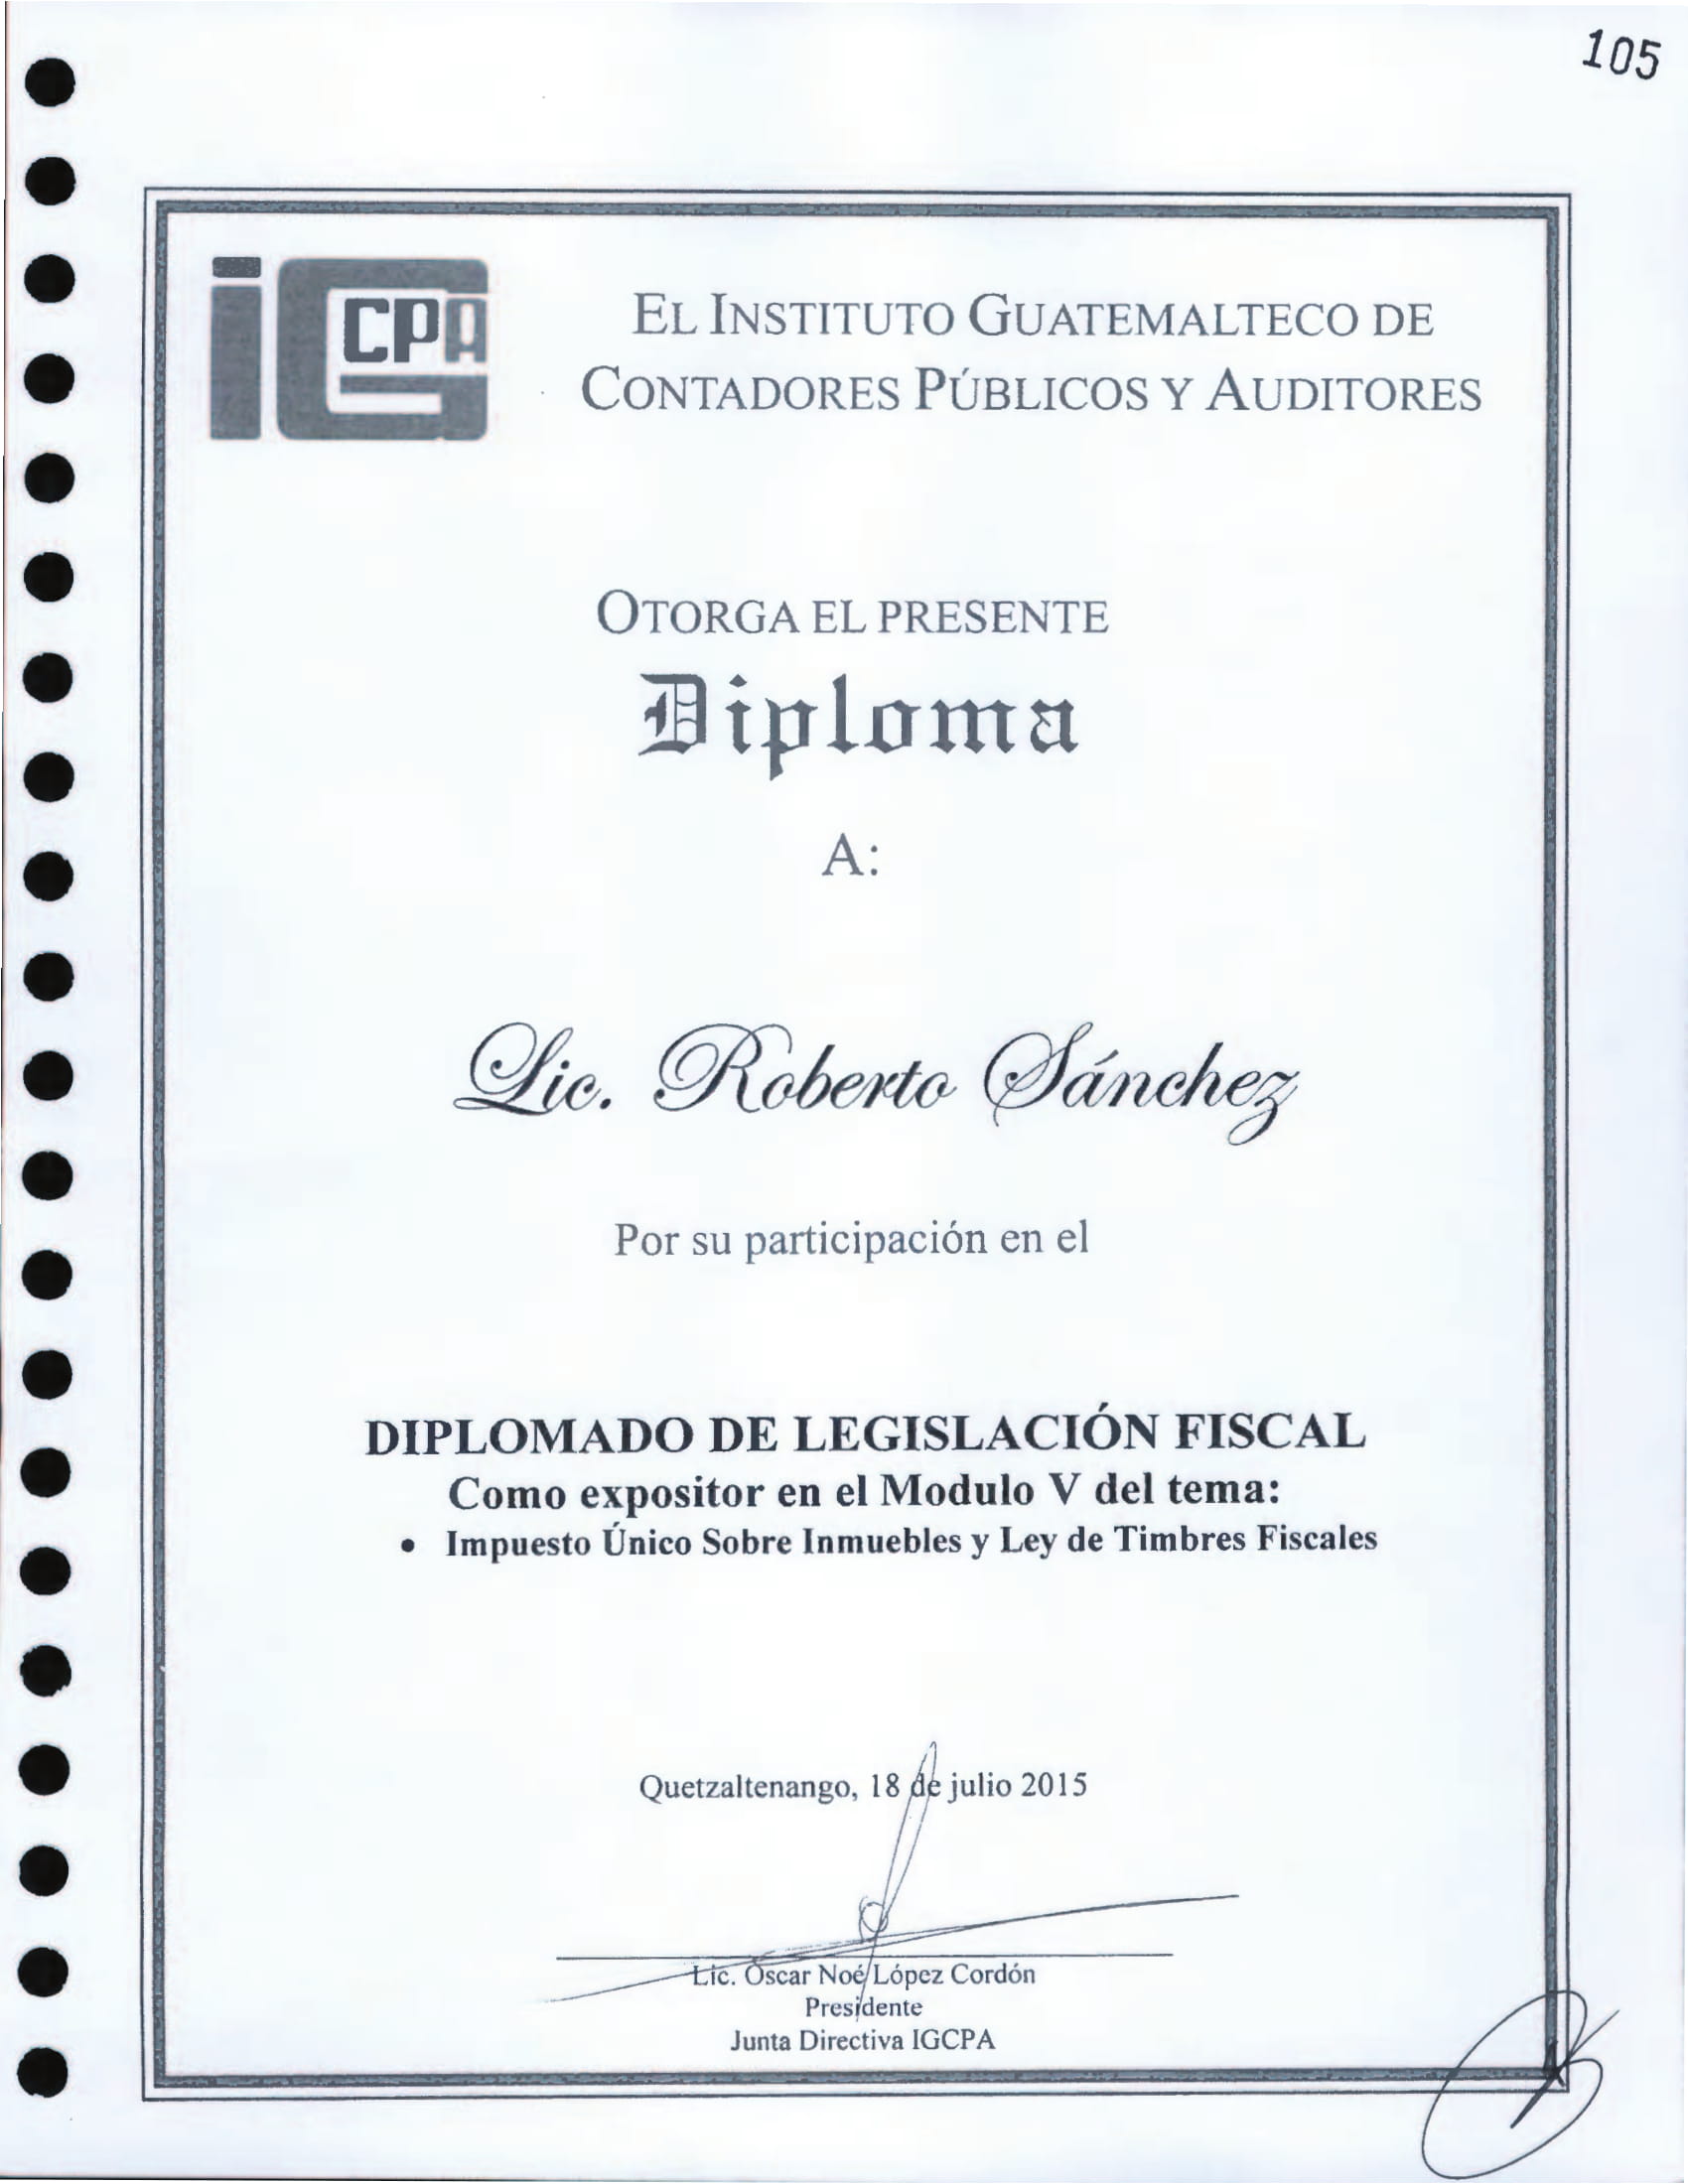 105
iG CPA
EL INSTITUTO GUATEMALTECO DE
CONTADORES PÚBLICOS Y AUDITORES
OTORGA EL PRESENTE
Diploma
A:
Lic. Roberto Sánchez
Por su participación en el
DIPLOMADO DE LEGISLACIÓN FISCAL
Como expositor en el Modulo V del tema:
• Impuesto Único Sobre Inmuebles y Ley de Timbres Fiscales
Quetzaltenango, 18 de julio 2015
Lic. Oscar Noé López Cordón
Presidente
Junta Directiva IGCPA